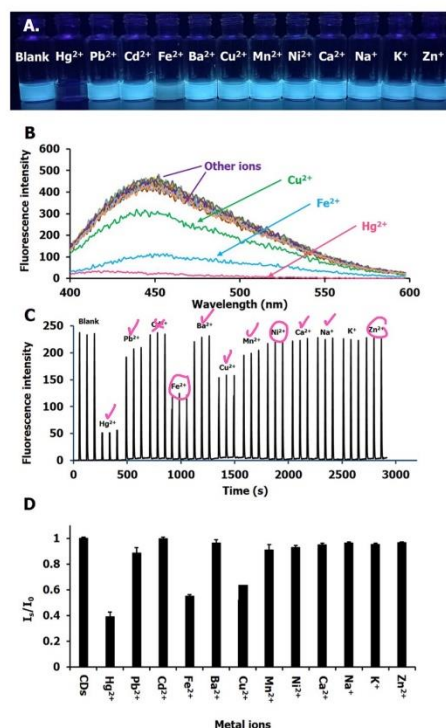 A.
Blank Hg²⁺ Pb²⁺ Cd²⁺ Fe²⁺ Ba²⁺ Cu²⁺ Mn²⁺ Ni²⁺ Ca²⁺ Na⁺ K⁺ Zn⁺
B
Fluorescence intensity
600
500
400
300
200
100
0
Other ions
Cu²⁺
Fe²⁺
Hg²⁺
400 450 500 550 600
Wavelength (nm)
C
Fluorescence intensity
250
200
150
100
50
0
Blank
Hg²⁺
Pb²⁺
Cd²⁺
Fe²⁺
Ba²⁺
Cu²⁺
Mn²⁺
Ni²⁺
Ca²⁺
Na⁺
K⁺
Zn²⁺
0 500 1000 1500 2000 2500 3000
Time (s)
D
Iₛ/I₀
1
0.8
0.6
0.4
0.2
0
CDs Hg²⁺ Pb²⁺ Cd²⁺ Fe²⁺ Ba²⁺ Cu²⁺ Mn²⁺ Ni²⁺ Ca²⁺ Na⁺ K⁺ Zn²⁺
Metal ions